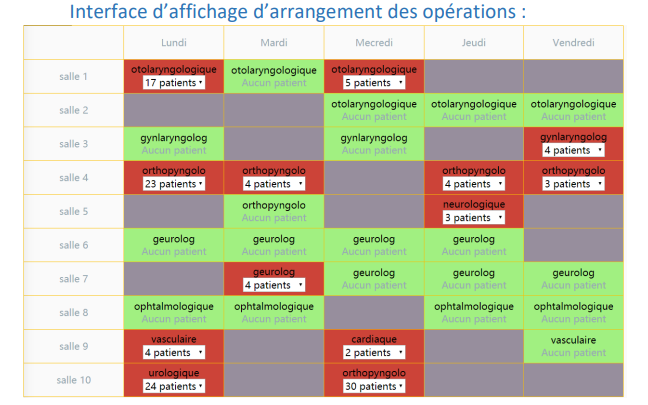 Interface d'affichage d'arrangement des opérations :
Lundi Mardi Mecredi Jeudi Vendredi
salle 1 otolaryngologique otolaryngologique otolaryngologique
17 patients Aucun patient 5 patients
salle 2 otolaryngologique otolaryngologique otolaryngologique
Aucun patient Aucun patient Aucun patient
salle 3 gynlaryngolog gynlaryngolog gynlaryngolog
Aucun patient Aucun patient 4 patients
salle 4 orthopyngolo orthopyngolo orthopyngolo orthopyngolo
23 patients 4 patients 4 patients 3 patients
salle 5 orthopyngolo neurologique
Aucun patient 3 patients
salle 6 geurolog geurolog geurolog geurolog
Aucun patient Aucun patient Aucun patient Aucun patient
salle 7 geurolog geurolog geurolog geurolog
4 patients Aucun patient Aucun patient Aucun patient
salle 8 ophtalmologique ophtalmologique ophtalmologique ophtalmologique
Aucun patient Aucun patient Aucun patient Aucun patient
salle 9 vasculaire cardiaque vasculaire
4 patients 2 patients Aucun patient
salle 10 urologique orthopyngolo
24 patients 30 patients